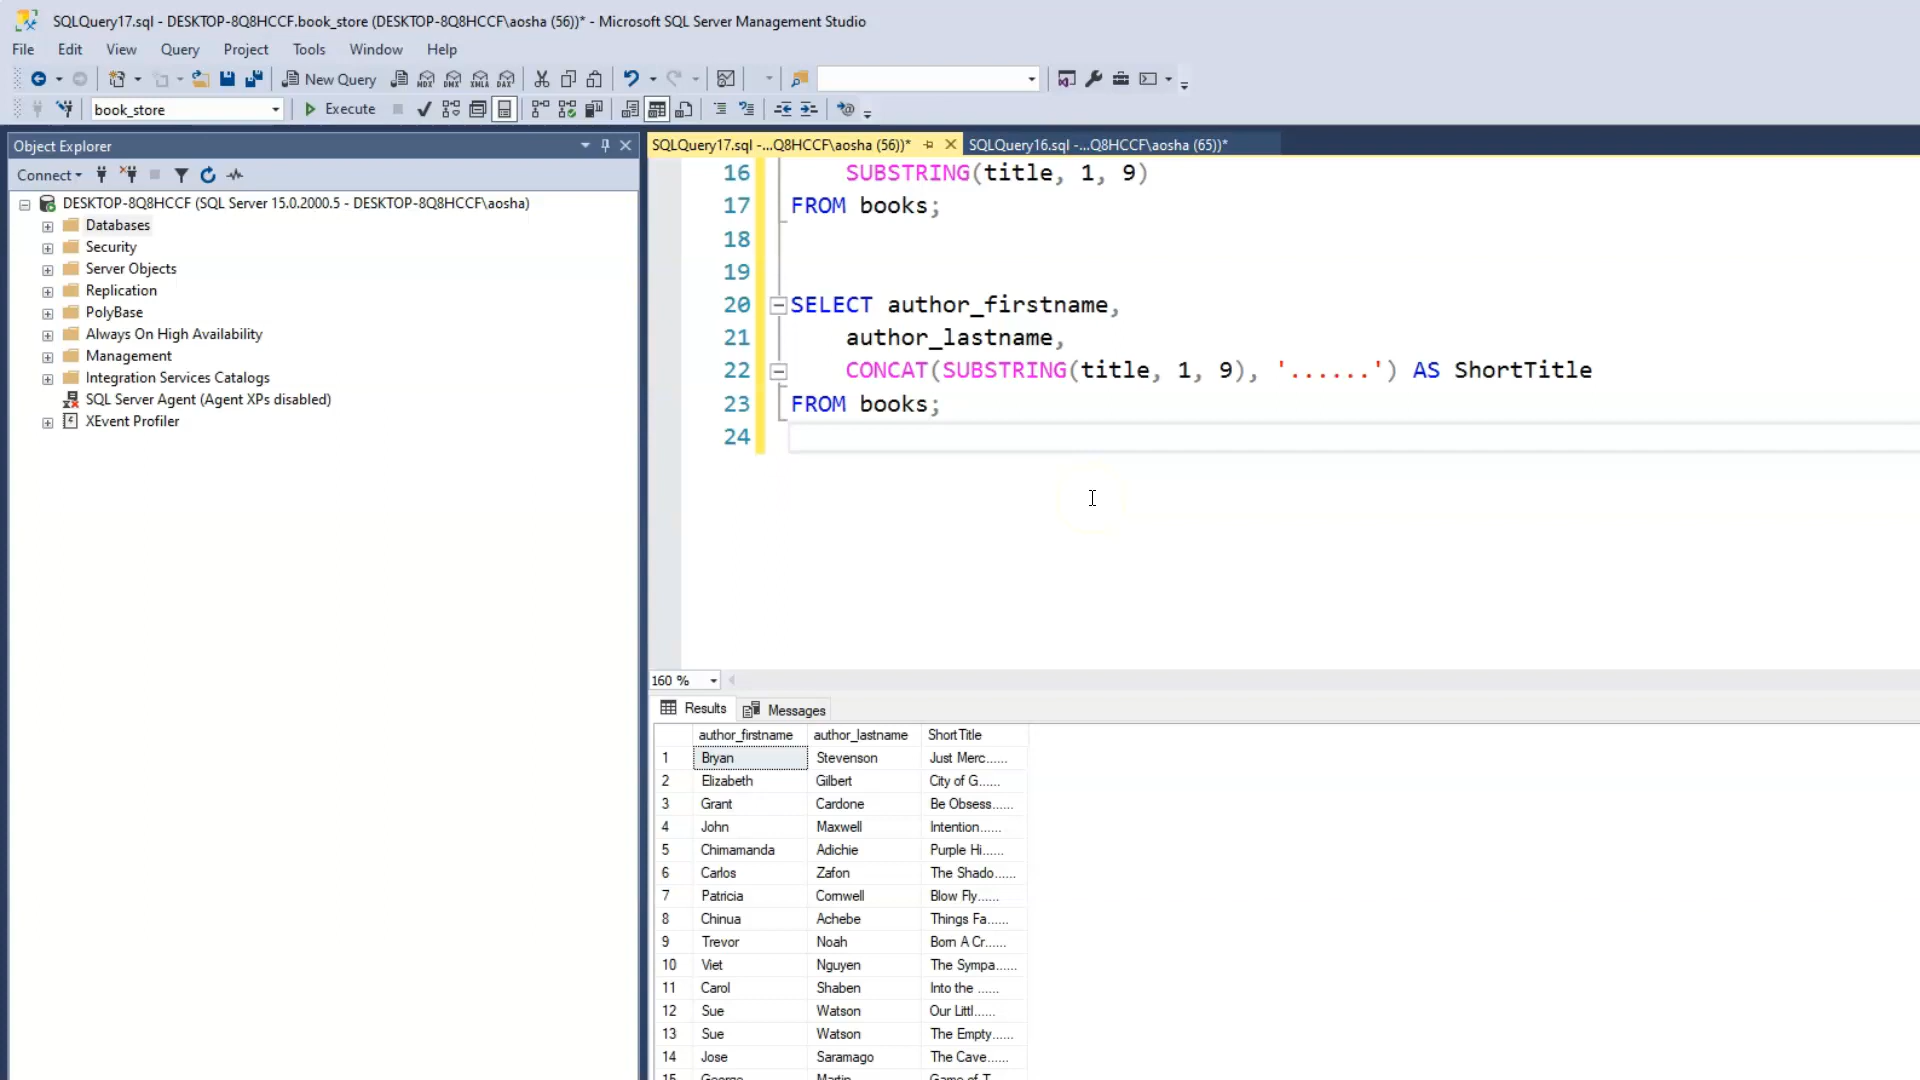 SQLQuery17.sql - DESKTOP-8Q8HCCF.book_store (DESKTOP-8Q8HCCF\aosha (56))* - Microsoft SQL Server Management Studio
File Edit View Query Project Tools Window Help
New Query MDX DMX XMLA DAX
book_store Execute
Object Explorer
Connect
DESKTOP-8Q8HCCF (SQL Server 15.0.2000.5 - DESKTOP-8Q8HCCF\aosha)
Databases
Security
Server Objects
Replication
PolyBase
Always On High Availability
Management
Integration Services Catalogs
SQL Server Agent (Agent XPs disabled)
XEvent Profiler
SQLQuery17.sql -...Q8HCCF\aosha (56))* SQLQuery16.sql -...Q8HCCF\aosha (65))*
16 SUBSTRING(title, 1, 9)
17 FROM books;
18
19
20 SELECT author_firstname,
21 author_lastname,
22 CONCAT(SUBSTRING(title, 1, 9), '......') AS ShortTitle
23 FROM books;
24
160 %
Results Messages
author_firstname author_lastname ShortTitle
1 Bryan Stevenson Just Merc......
2 Elizabeth Gilbert City of G......
3 Grant Cardone Be Obsess......
4 John Maxwell Intention......
5 Chimamanda Adichie Purple Hi......
6 Carlos Zafon The Shado......
7 Patricia Cornwell Blow Fly......
8 Chinua Achebe Things Fa......
9 Trevor Noah Born A Cr......
10 Viet Nguyen The Sympa......
11 Carol Shaben Into the ......
12 Sue Watson Our Littl......
13 Sue Watson The Empty......
14 Jose Saramago The Cave......
15 George Martin Game of T